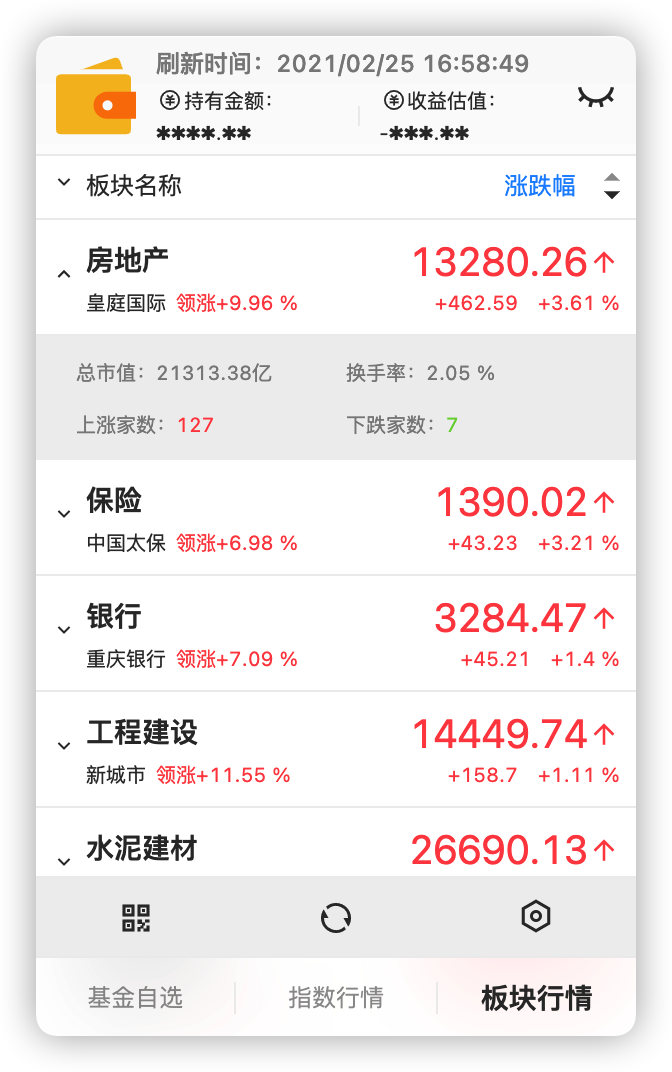 刷新时间：2021/02/25 16:58:49
持有金额： 收益估值：
****.** -***.**
板块名称 涨跌幅
房地产 13280.26↑
皇庭国际 领涨+9.96 % +462.59 +3.61 %
总市值：21313.38亿 换手率：2.05 %
上涨家数：127 下跌家数：7
保险 1390.02↑
中国太保 领涨+6.98 % +43.23 +3.21 %
银行 3284.47↑
重庆银行 领涨+7.09 % +45.21 +1.4 %
工程建设 14449.74↑
新城市 领涨+11.55 % +158.7 +1.11 %
水泥建材 26690.13↑
基金自选 指数行情 板块行情